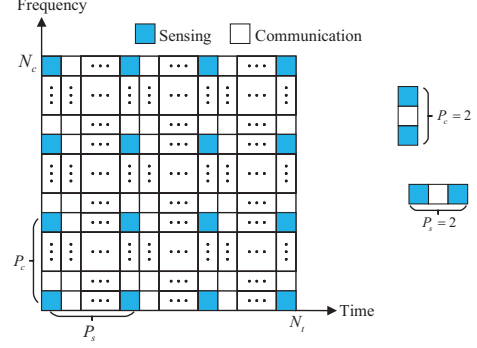 Frequency
Sensing
Communication
N_c
P_c = 2
P_s = 2
P_c
Time
P_s
N_t